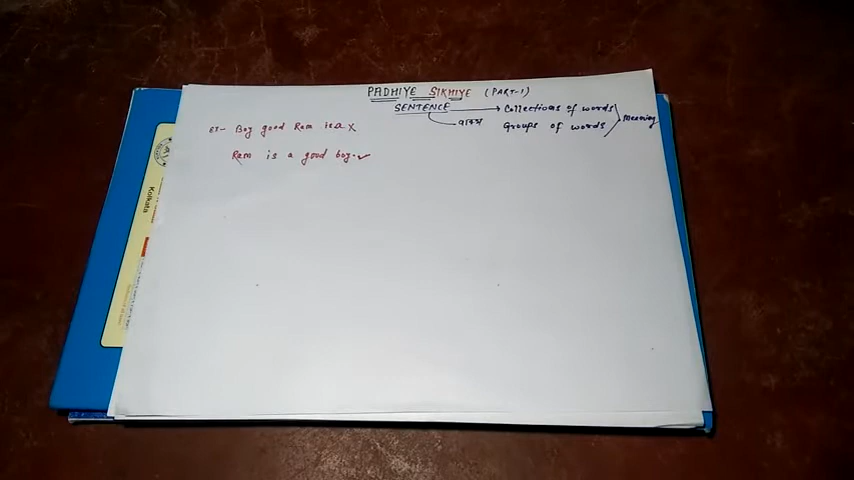 PADHIYE SIKHIYE (PART-1)
SENTENCE → Collections of words
Groups of words
Meaning
Ex- Boy good Ram is a X
Ram is a good boy. ✓
Kolkata